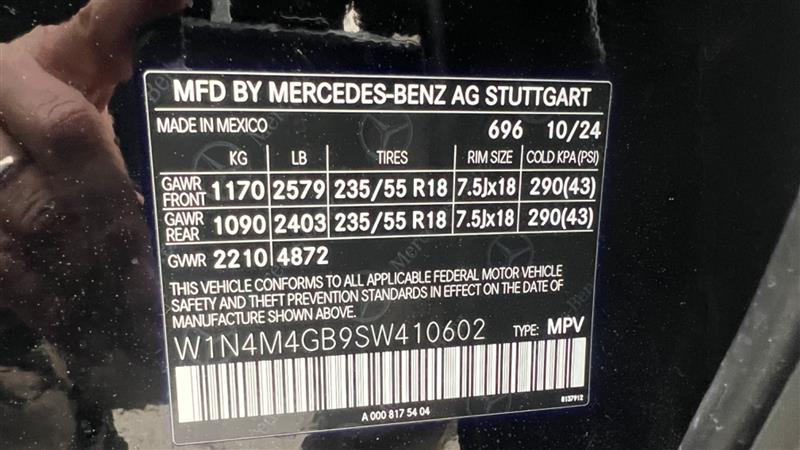 MFD BY MERCEDES-BENZ AG STUTTGART
MADE IN MEXICO 696 10/24
KG LB TIRES RIM SIZE COLD KPA(PSI)
GAWR FRONT 1170 2579 235/55 R18 7.5Jx18 290(43)
GAWR REAR 1090 2403 235/55 R18 7.5Jx18 290(43)
GVWR 2210 4872
THIS VEHICLE CONFORMS TO ALL APPLICABLE FEDERAL MOTOR VEHICLE
SAFETY AND THEFT PREVENTION STANDARDS IN EFFECT ON THE DATE OF
MANUFACTURE SHOWN ABOVE.
W1N4M4GB9SW410602 TYPE: MPV
A 000 817 54 04
8137912